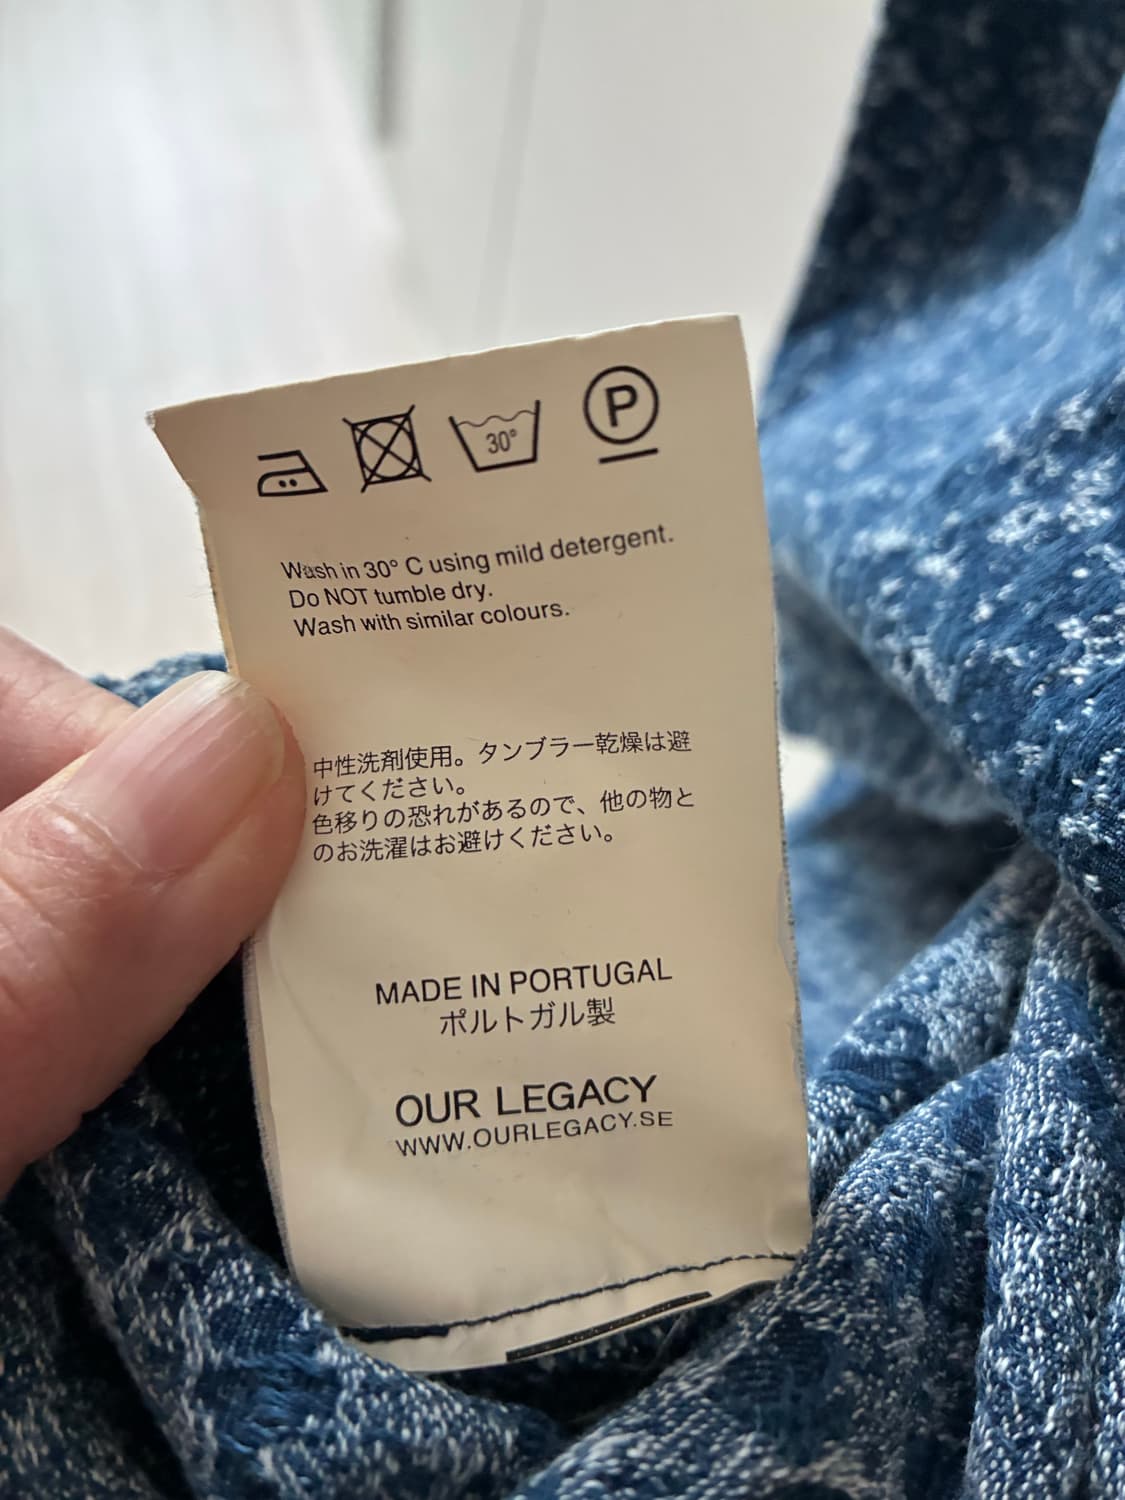 P
30°
Wash in 30° C using mild detergent.
Do NOT tumble dry.
Wash with similar colours.
中性洗剤使用。タンブラー乾燥は避
けてください。
色移りの恐れがあるので、他の物と
のお洗濯はお避けください。
MADE IN PORTUGAL
ポルトガル製
OUR LEGACY
WWW.OURLEGACY.SE